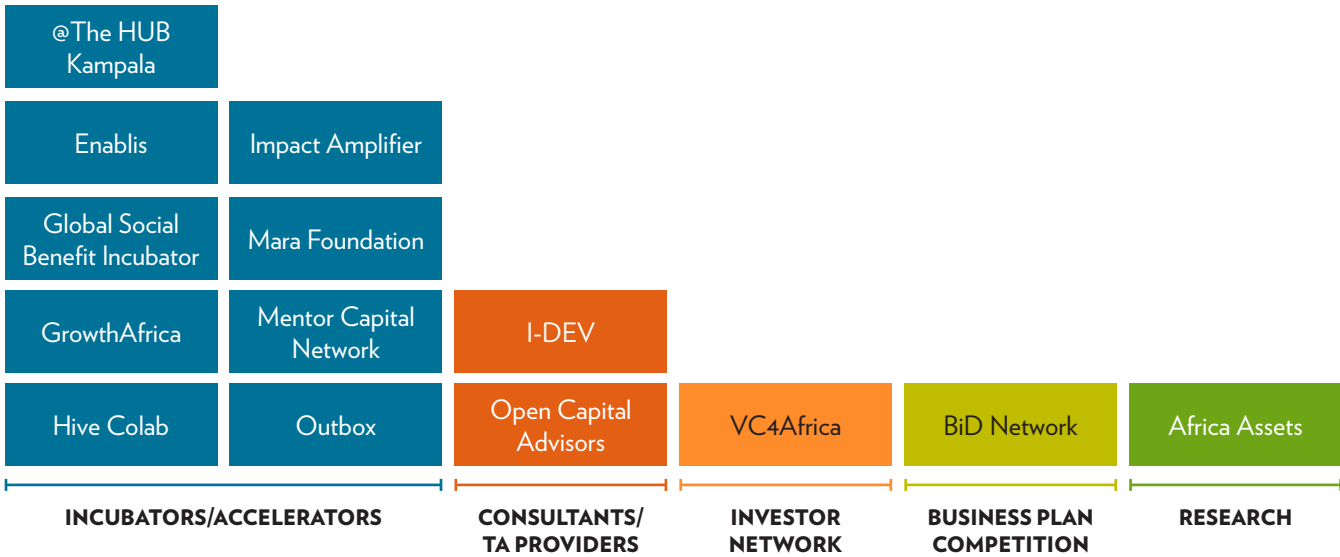 @The HUB
Kampala
Enablis
Impact Amplifier
Global Social
Benefit Incubator
Mara Foundation
GrowthAfrica
Mentor Capital
Network
I-DEV
Hive Colab
Outbox
Open Capital
Advisors
VC4Africa
BiD Network
Africa Assets
INCUBATORS/ACCELERATORS
CONSULTANTS/
TA PROVIDERS
INVESTOR
NETWORK
BUSINESS PLAN
COMPETITION
RESEARCH